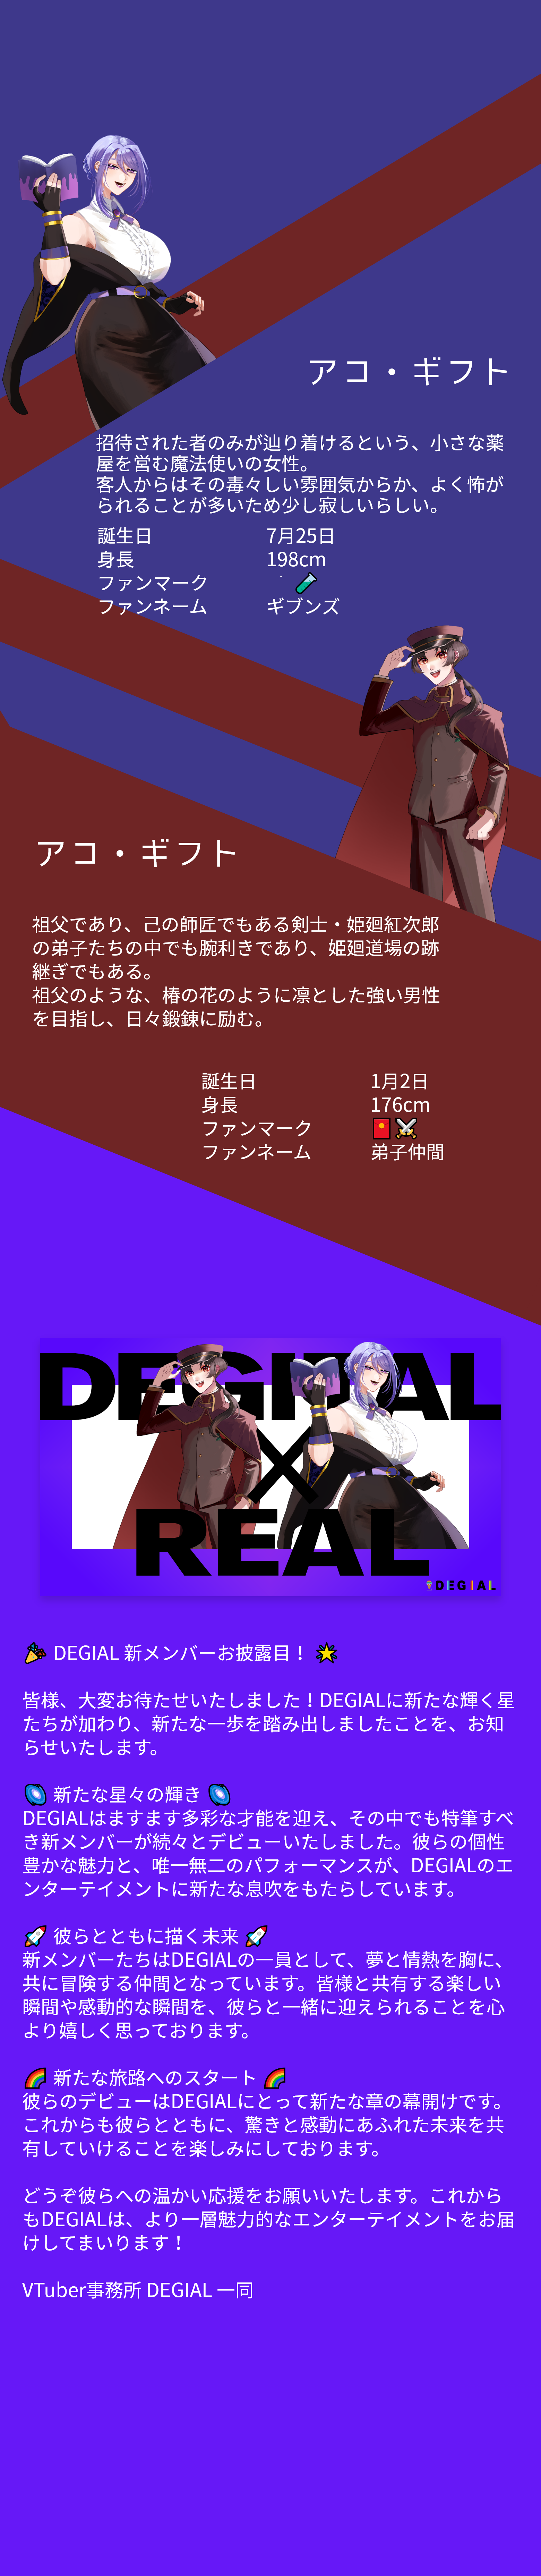 アコ・ギフト
招待された者のみが辿り着けるという、小さな薬
屋を営む魔法使いの女性。
客人からはその毒々しい雰囲気からか、よく怖が
られることが多いため少し寂しいらしい。
誕生日 7月25日
身長 198cm
ファンマーク 🧪
ファンネーム ギブンズ
アコ・ギフト
祖父であり、己の師匠でもある剣士・姫廻紅次郎
の弟子たちの中でも腕利きであり、姫廻道場の跡
継ぎでもある。
祖父のような、椿の花のように凛とした強い男性
を目指し、日々鍛錬に励む。
誕生日 1月2日
身長 176cm
ファンマーク 🧧⚔️
ファンネーム 弟子仲間
DEGITAL
X
REAL
DEGIAL
🎉 DEGIAL 新メンバーお披露目！ 🌟
皆様、大変お待たせいたしました！DEGIALに新たな輝く星
たちが加わり、新たな一歩を踏み出しましたことを、お知
らせいたします。
🌌 新たな星々の輝き 🌌
DEGIALはますます多彩な才能を迎え、その中でも特筆すべ
き新メンバーが続々とデビューいたしました。彼らの個性
豊かな魅力と、唯一無二のパフォーマンスが、DEGIALのエ
ンターテイメントに新たな息吹をもたらしています。
🚀 彼らとともに描く未来 🚀
新メンバーたちはDEGIALの一員として、夢と情熱を胸に、
共に冒険する仲間となっています。皆様と共有する楽しい
瞬間や感動的な瞬間を、彼らと一緒に迎えられることを心
より嬉しく思っております。
🌈 新たな旅路へのスタート 🌈
彼らのデビューはDEGIALにとって新たな章の幕開けです。
これからも彼らとともに、驚きと感動にあふれた未来を共
有していけることを楽しみにしております。
どうぞ彼らへの温かい応援をお願いいたします。これから
もDEGIALは、より一層魅力的なエンターテイメントをお届
けしてまいります！
VTuber事務所 DEGIAL 一同